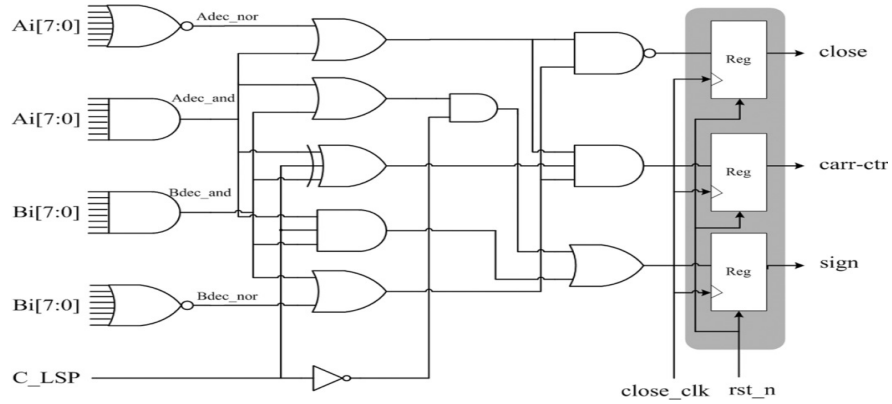 Ai[7:0]
Adec_nor
Reg
close
Ai[7:0]
Adec_and
Reg
carr-ctr
Bi[7:0]
Bdec_and
Reg
sign
Bi[7:0]
Bdec_nor
C_LSP
close_clk
rst_n